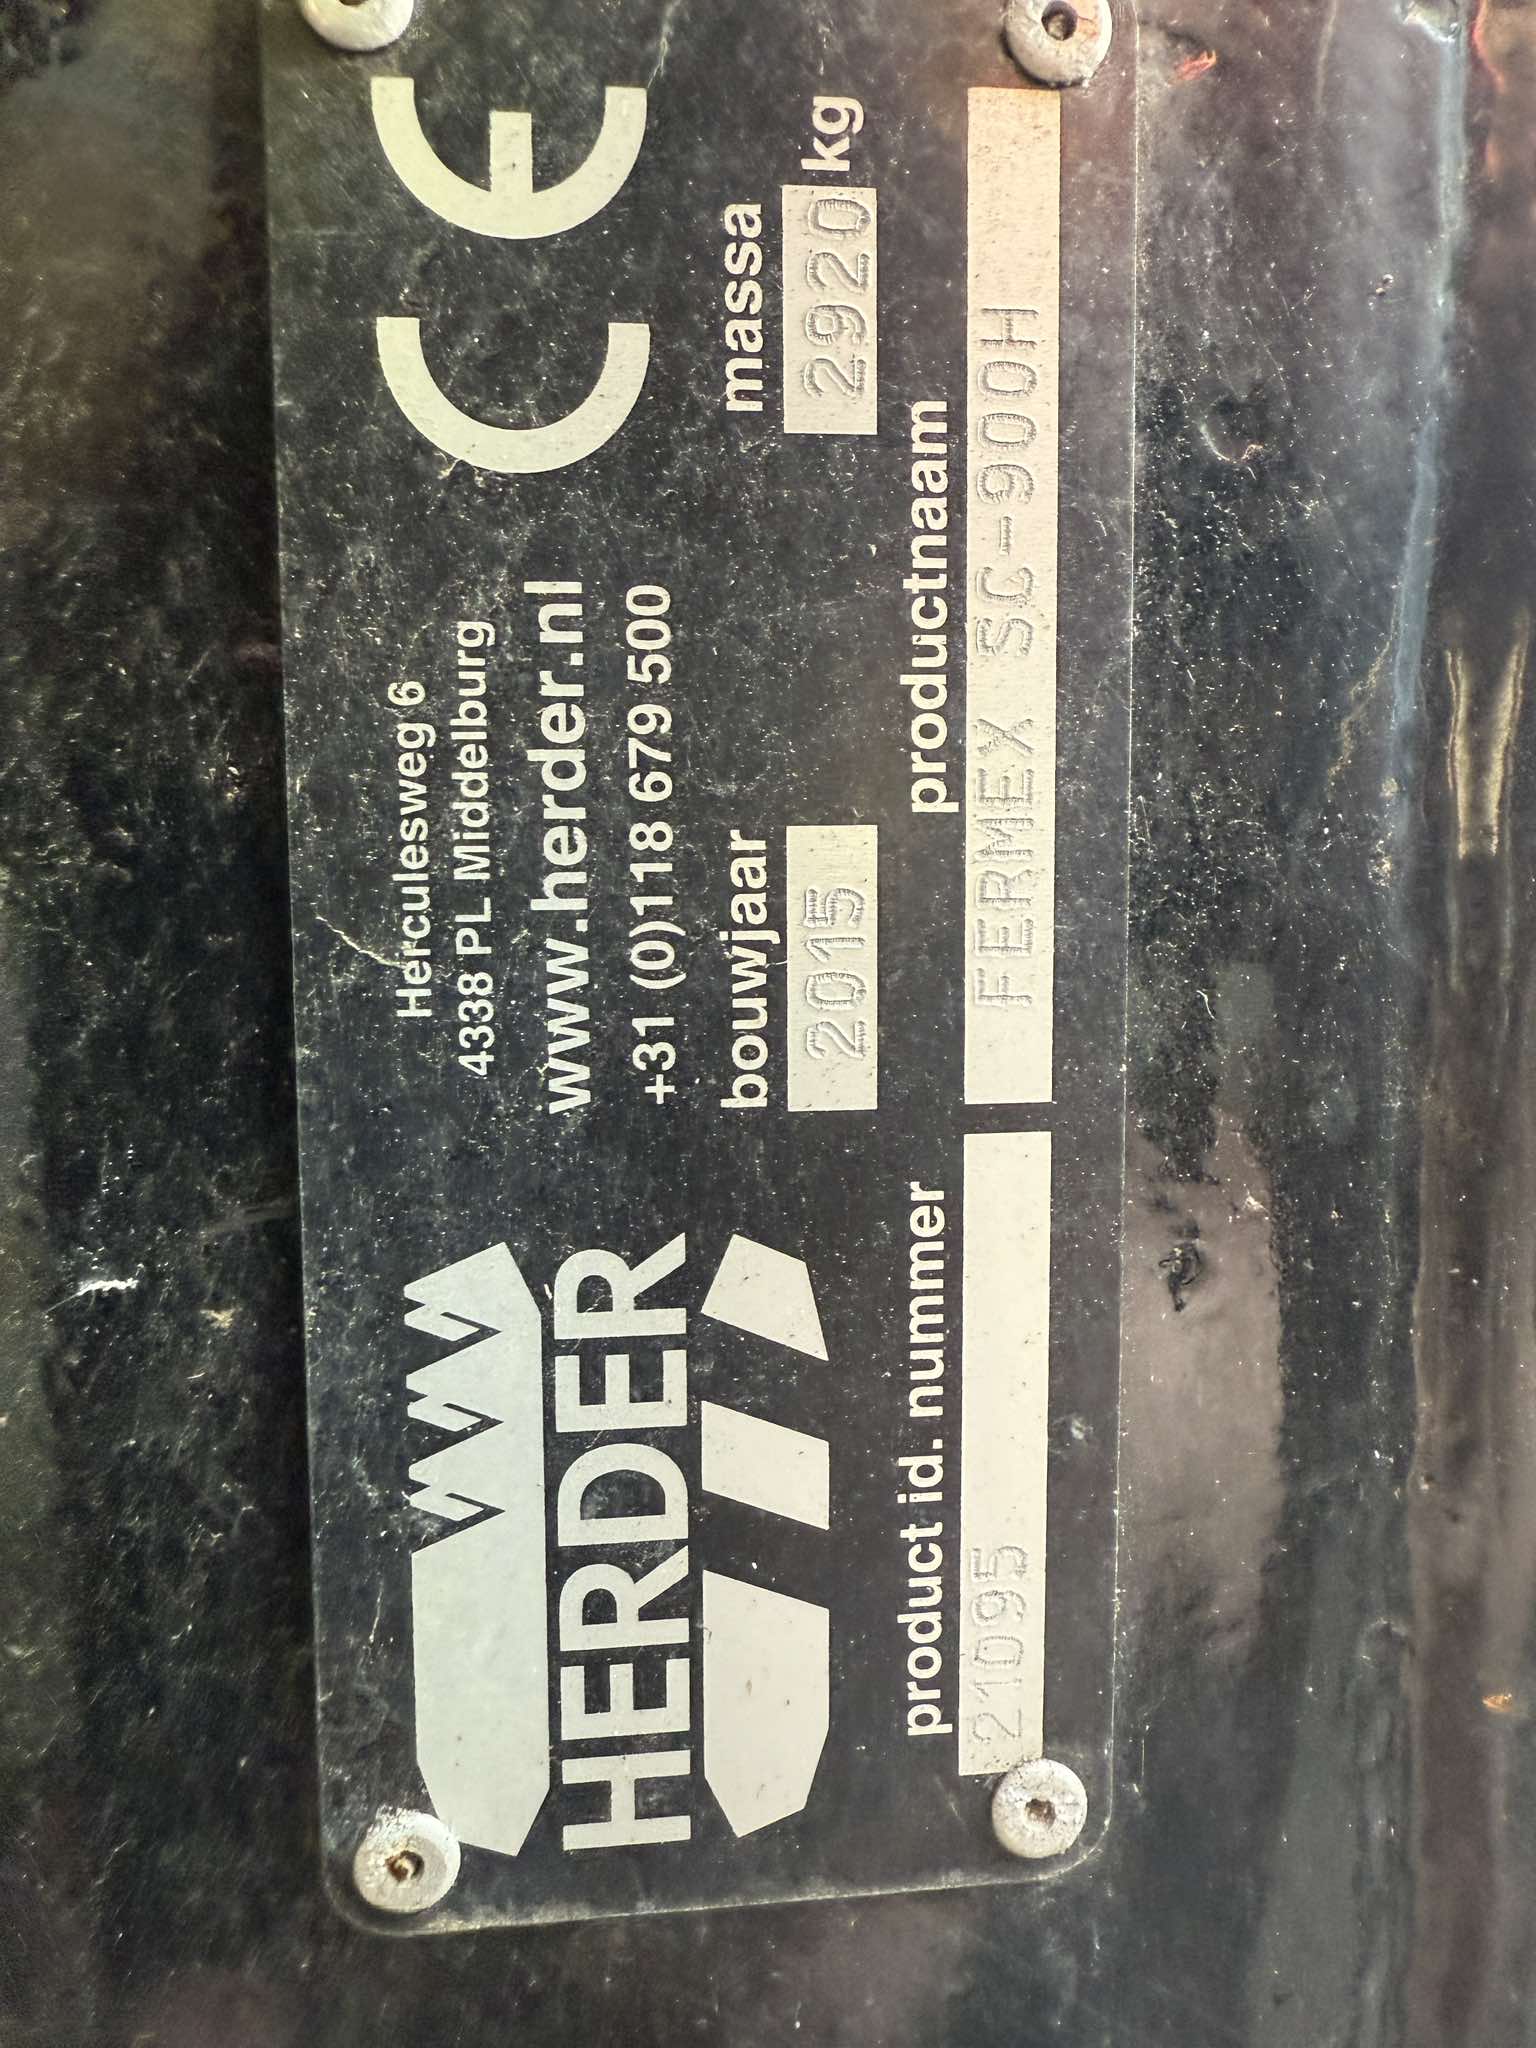 HERDER
Herculesweg 6
4338 PL Middelburg
www.herder.nl
+31 (0)118 679 500
CE
bouwjaar
2015
massa
2920 kg
product id. nummer
21095
productnaam
FERMEX SC-900H